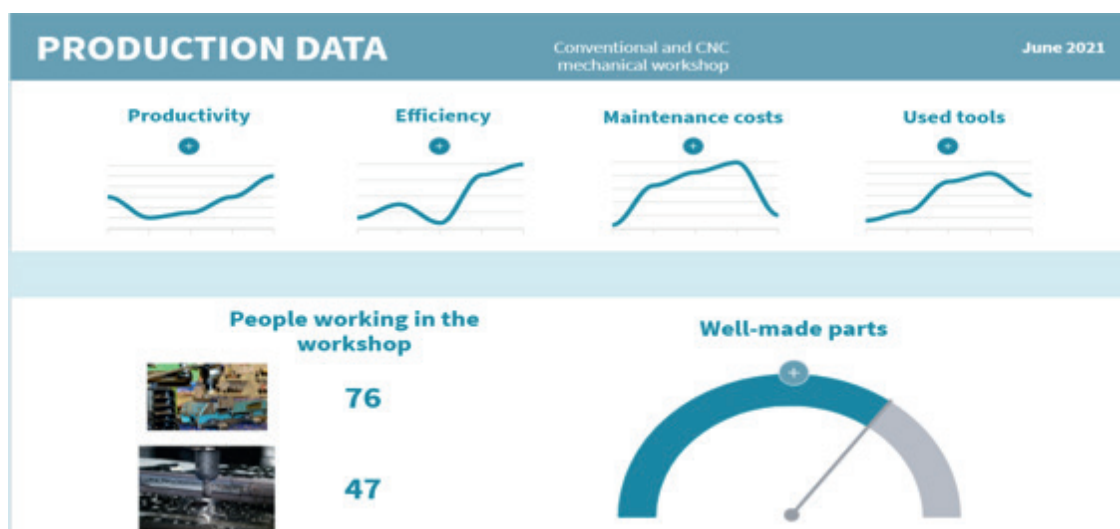 PRODUCTION DATA
Conventional and CNC
mechanical workshop
June 2021
Productivity
Efficiency
Maintenance costs
Used tools
+
+
+
+
People working in the
workshop
76
47
Well-made parts
+